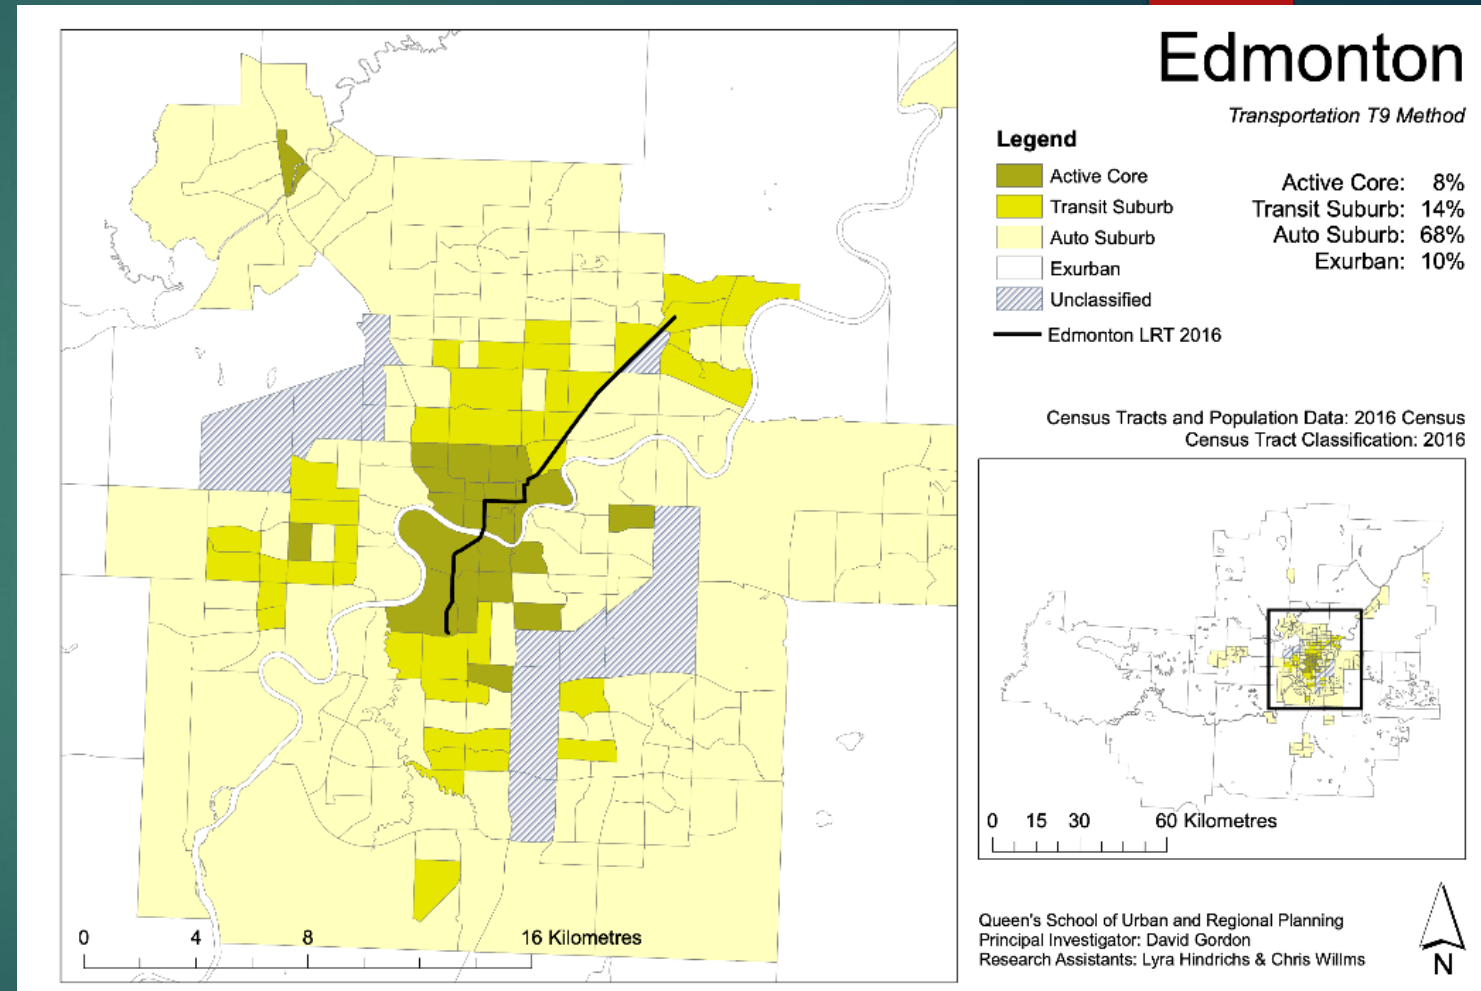 Edmonton
Transportation T9 Method
Legend
Active Core
Transit Suburb
Auto Suburb
Exurban
Unclassified
Edmonton LRT 2016
Active Core: 8%
Transit Suburb: 14%
Auto Suburb: 68%
Exurban: 10%
Census Tracts and Population Data: 2016 Census
Census Tract Classification: 2016
0 4 8 16 Kilometres
0 15 30 60 Kilometres
Queen's School of Urban and Regional Planning
Principal Investigator: David Gordon
Research Assistants: Lyra Hindrichs & Chris Willms
N